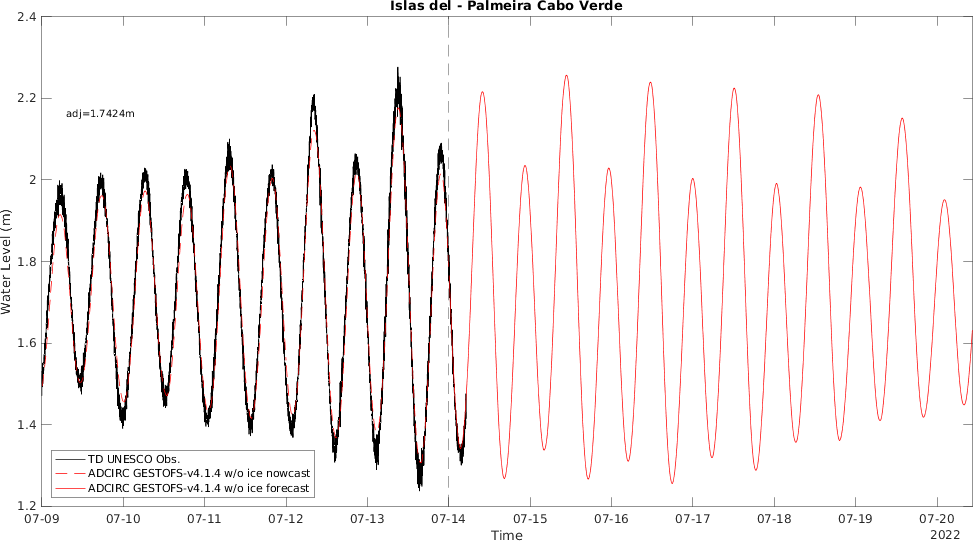 Islas del - Palmeira Cabo Verde
2.4
2.2
2
1.8
1.6
1.4
1.2
Water Level (m)
adj=1.7424m
TD UNESCO Obs.
ADCIRC GESTOFS-v4.1.4 w/o ice nowcast
ADCIRC GESTOFS-v4.1.4 w/o ice forecast
07-09 07-10 07-11 07-12 07-13 07-14 07-15 07-16 07-17 07-18 07-19 07-20
2022
Time